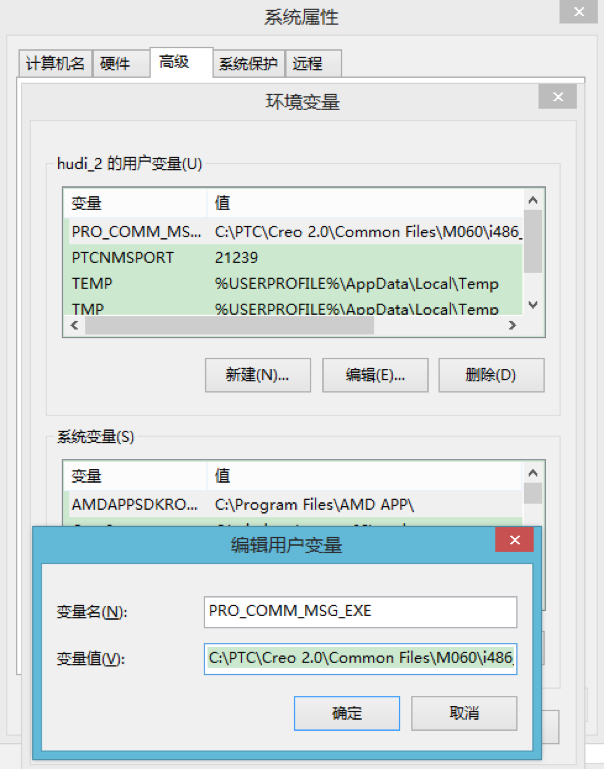 系统属性
计算机名 硬件 高级 系统保护 远程
环境变量
hudi_2 的用户变量(U)
变量 值
PRO_COMM_MS... C:\PTC\Creo 2.0\Common Files\M060\i486_
PTCNMSPORT 21239
TEMP %USERPROFILE%\AppData\Local\Temp
TMP %USERPROFILE%\AppData\Local\Temp
新建(N)... 编辑(E)... 删除(D)
系统变量(S)
变量 值
AMDAPPSDKRO... C:\Program Files\AMD APP\
编辑用户变量
变量名(N): PRO_COMM_MSG_EXE
变量值(V): C:\PTC\Creo 2.0\Common Files\M060\i486_
确定 取消